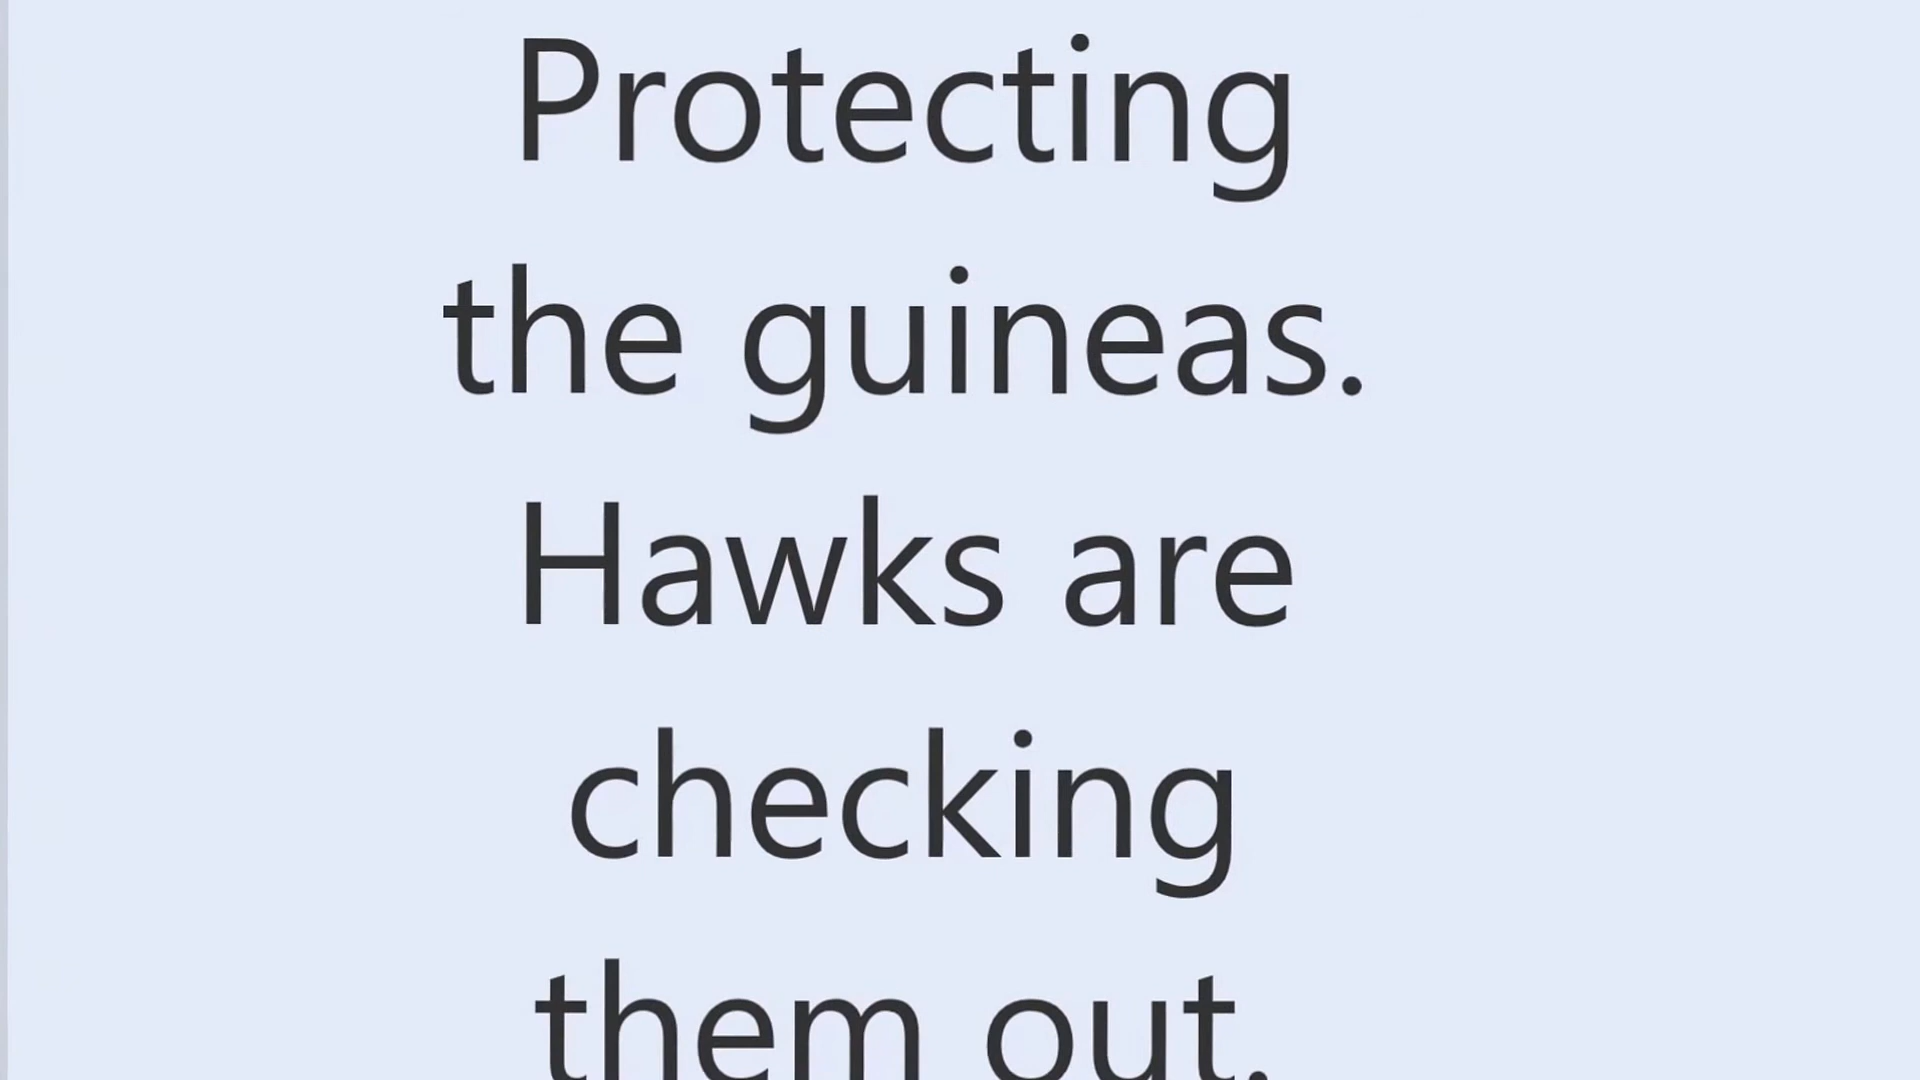 Protecting
the guineas.
Hawks are
checking
them out.